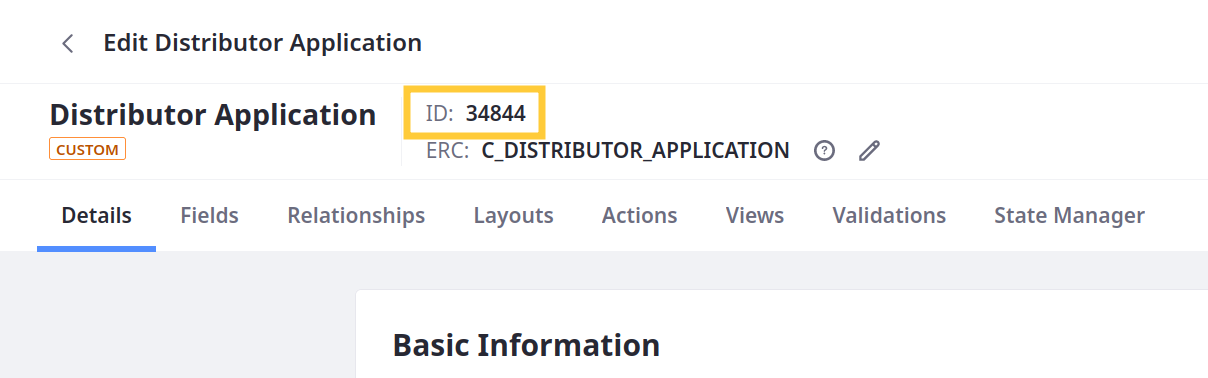 Edit Distributor Application
Distributor Application
CUSTOM
ID: 34844
ERC: C_DISTRIBUTOR_APPLICATION
Details Fields Relationships Layouts Actions Views Validations State Manager
Basic Information